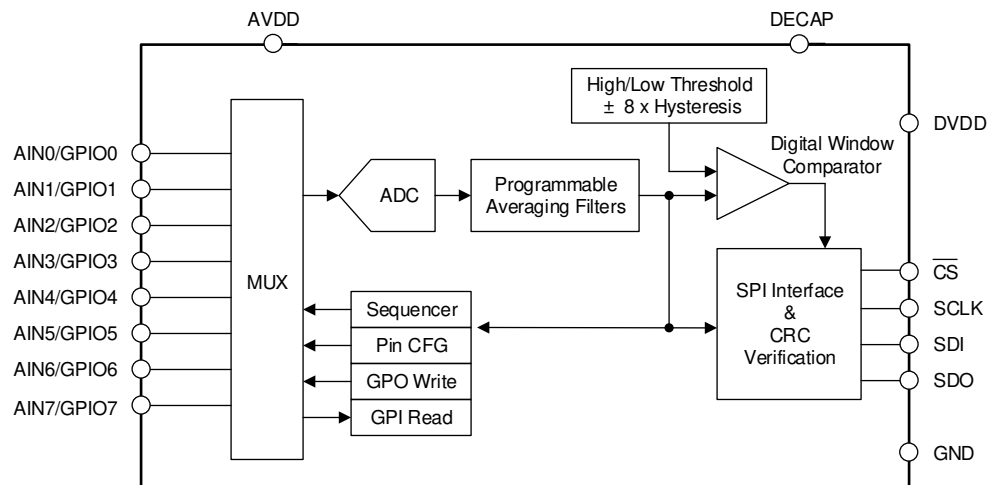 AVDD
DECAP
High/Low Threshold
± 8 x Hysteresis
DVDD
Digital Window
Comparator
AIN0/GPIO0
AIN1/GPIO1
AIN2/GPIO2
AIN3/GPIO3
AIN4/GPIO4
AIN5/GPIO5
AIN6/GPIO6
AIN7/GPIO7
MUX
ADC
Programmable
Averaging Filters
Sequencer
Pin CFG
GPO Write
GPI Read
SPI Interface
&
CRC
Verification
C̅S̅
SCLK
SDI
SDO
GND